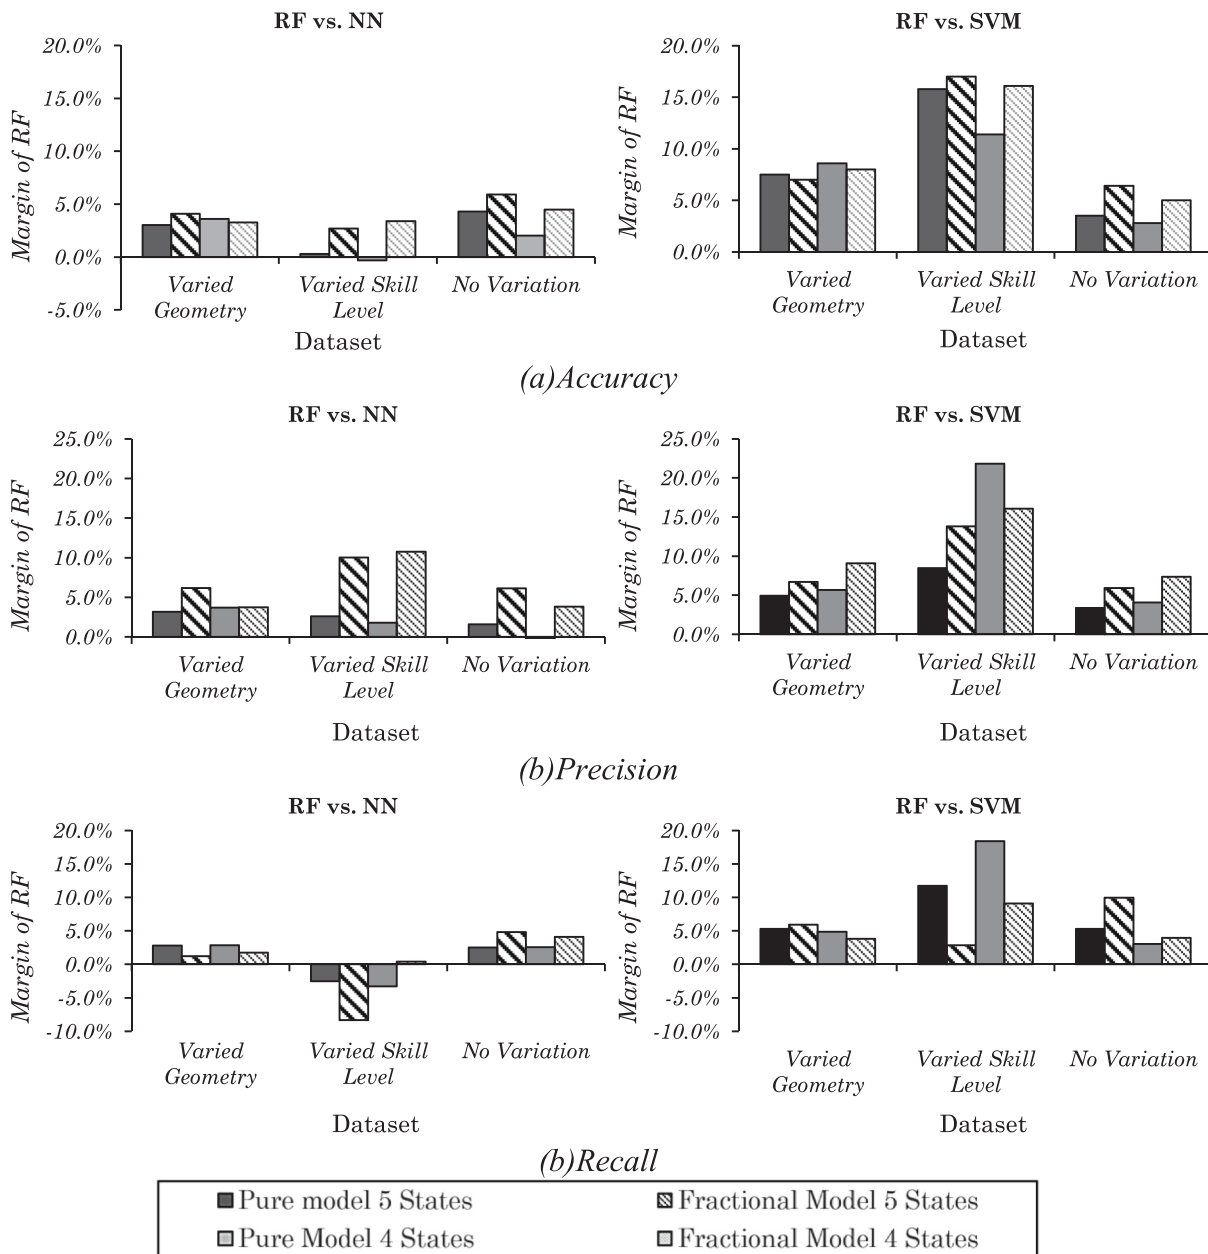 RF vs. NN
20.0%
15.0%
10.0%
5.0%
0.0%
-5.0%
Margin of RF
Varied Geometry
Varied Skill Level
No Variation
Dataset
RF vs. SVM
20.0%
15.0%
10.0%
5.0%
0.0%
Margin of RF
Varied Geometry
Varied Skill Level
No Variation
Dataset
(a)Accuracy
RF vs. NN
25.0%
20.0%
15.0%
10.0%
5.0%
0.0%
Margin of RF
Varied Geometry
Varied Skill Level
No Variation
Dataset
RF vs. SVM
25.0%
20.0%
15.0%
10.0%
5.0%
0.0%
Margin of RF
Varied Geometry
Varied Skill Level
No Variation
Dataset
(b)Precision
RF vs. NN
20.0%
15.0%
10.0%
5.0%
0.0%
-5.0%
-10.0%
Margin of RF
Varied Geometry
Varied Skill Level
No Variation
Dataset
RF vs. SVM
20.0%
15.0%
10.0%
5.0%
0.0%
-5.0%
-10.0%
Margin of RF
Varied Geometry
Varied Skill Level
No Variation
Dataset
(b)Recall
Pure model 5 States
Fractional Model 5 States
Pure Model 4 States
Fractional Model 4 States